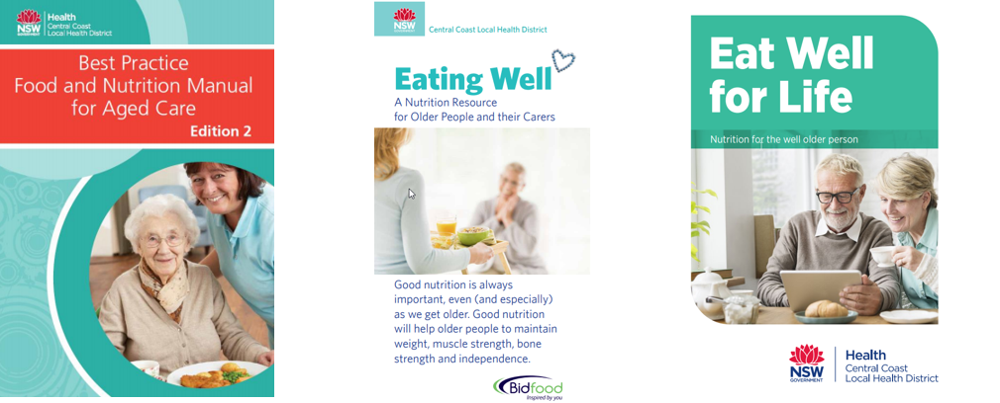 NSW
GOVERNMENT
Health
Central Coast
Local Health District
Best Practice
Food and Nutrition Manual
for Aged Care
Edition 2
NSW
GOVERNMENT
Central Coast Local Health District
Eating Well
A Nutrition Resource
for Older People and their Carers
Good nutrition is always
important, even (and especially)
as we get older. Good nutrition
will help older people to maintain
weight, muscle strength, bone
strength and independence.
Bidfood
Inspired by you
Eat Well
for Life
Nutrition for the well older person
NSW
GOVERNMENT
Health
Central Coast
Local Health District